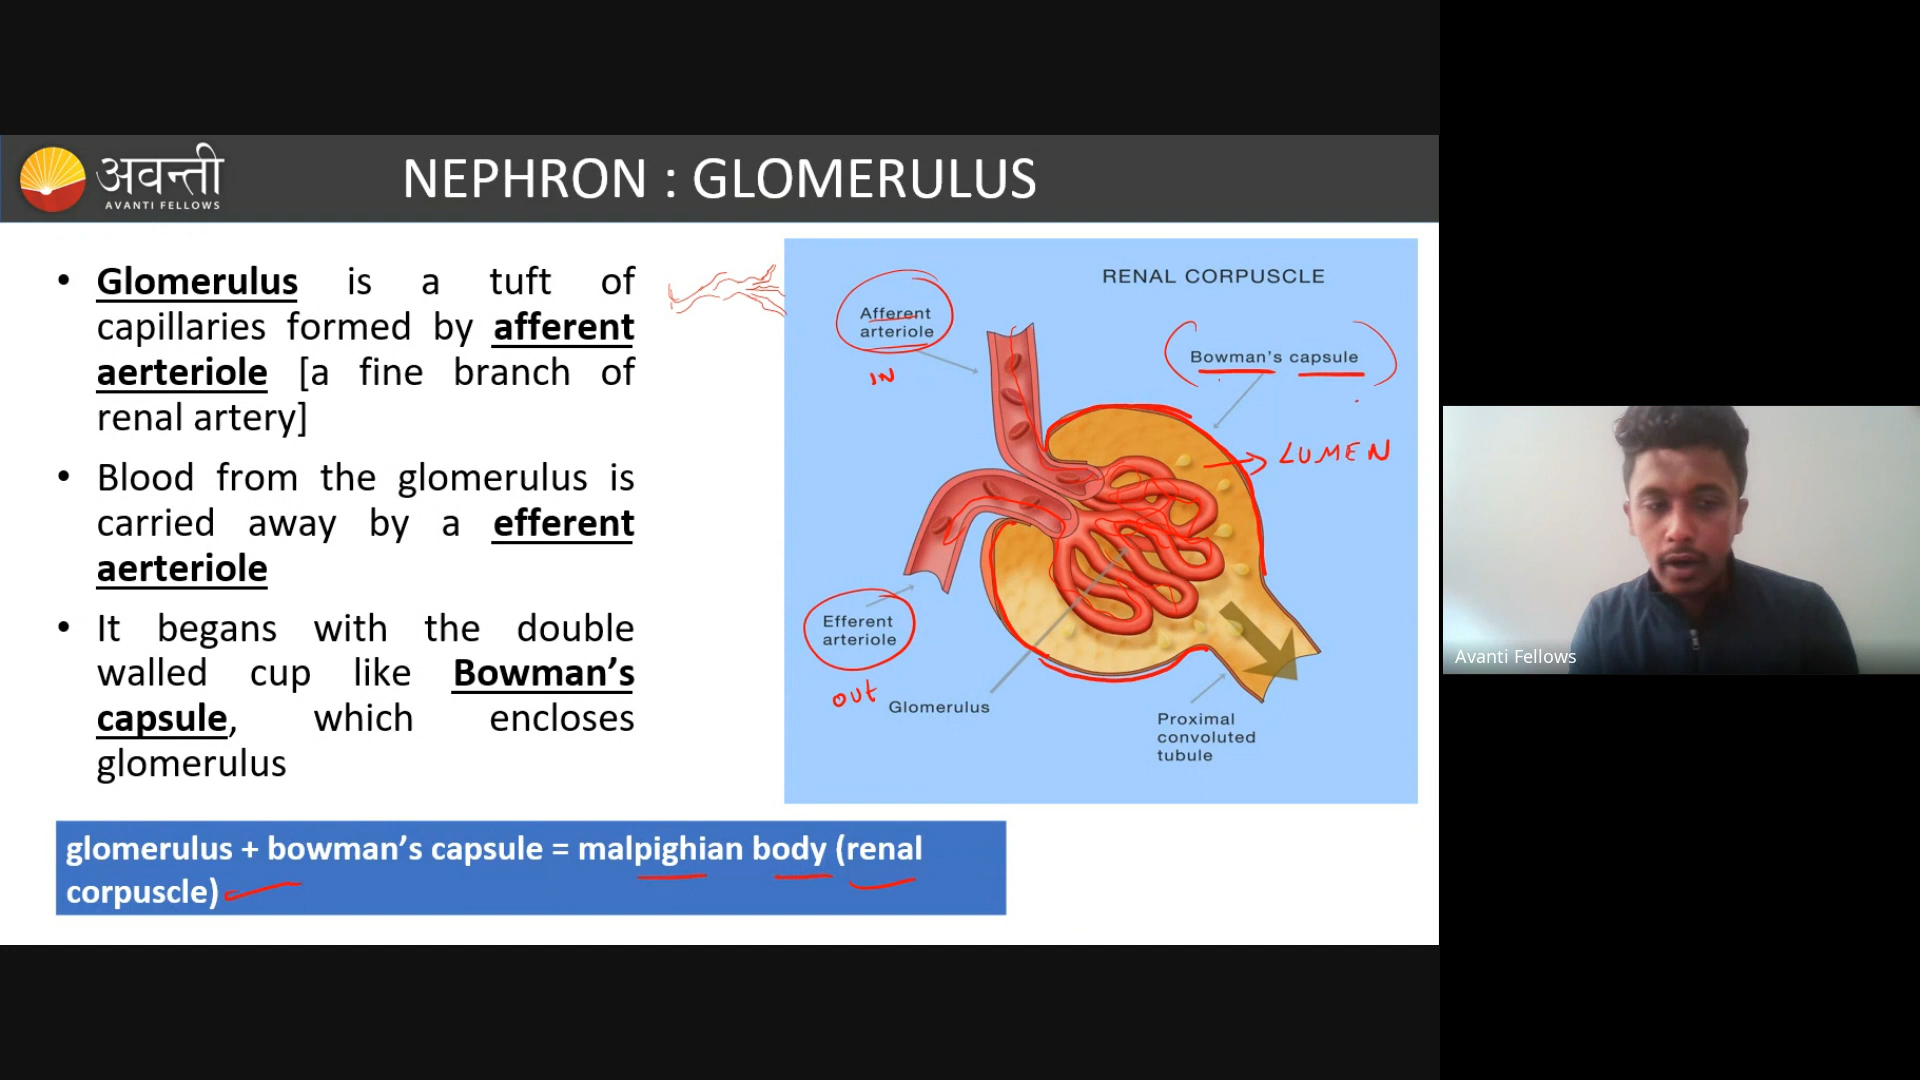 अवन्ती
AVANTI FELLOWS
NEPHRON : GLOMERULUS
• Glomerulus is a tuft of
capillaries formed by afferent
aerteriole [a fine branch of
renal artery]
• Blood from the glomerulus is
carried away by a efferent
aerteriole
• It begans with the double
walled cup like Bowman’s
capsule, which encloses
glomerulus
RENAL CORPUSCLE
Afferent
arteriole
IN
Bowman’s capsule
LUMEN
Efferent
arteriole
OUT
Glomerulus
Proximal
convoluted
tubule
glomerulus + bowman’s capsule = malpighian body (renal
corpuscle)
Avanti Fellows